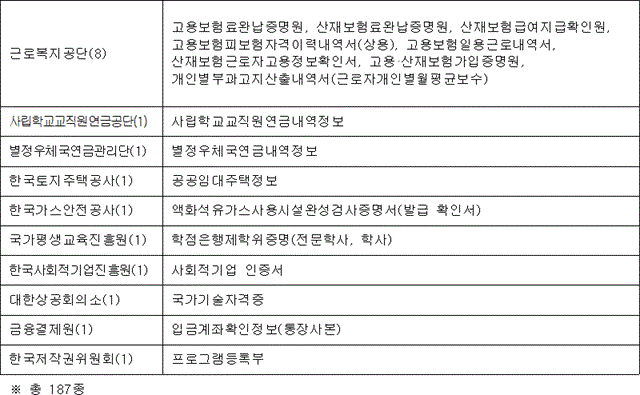 근로복지공단(8)
고용보험료완납증명원, 산재보험료완납증명원, 산재보험급여지급확인원,
고용보험피보험자격이력내역서(상용), 고용보험일용근로내역서,
산재보험근로자고용정보확인서, 고용·산재보험가입증명원,
개인별부과고지산출내역서(근로자개인별월평균보수)
사립학교교직원연금공단(1) 사립학교교직원연금내역정보
별정우체국연금관리단(1) 별정우체국연금내역정보
한국토지주택공사(1) 공공임대주택정보
한국가스안전공사(1) 액화석유가스사용시설완성검사증명서(발급 확인서)
국가평생교육진흥원(1) 학점은행제학위증명(전문학사, 학사)
한국사회적기업진흥원(1) 사회적기업 인증서
대한상공회의소(1) 국가기술자격증
금융결제원(1) 입금계좌확인정보(통장사본)
한국저작권위원회(1) 프로그램등록부
※ 총 187종